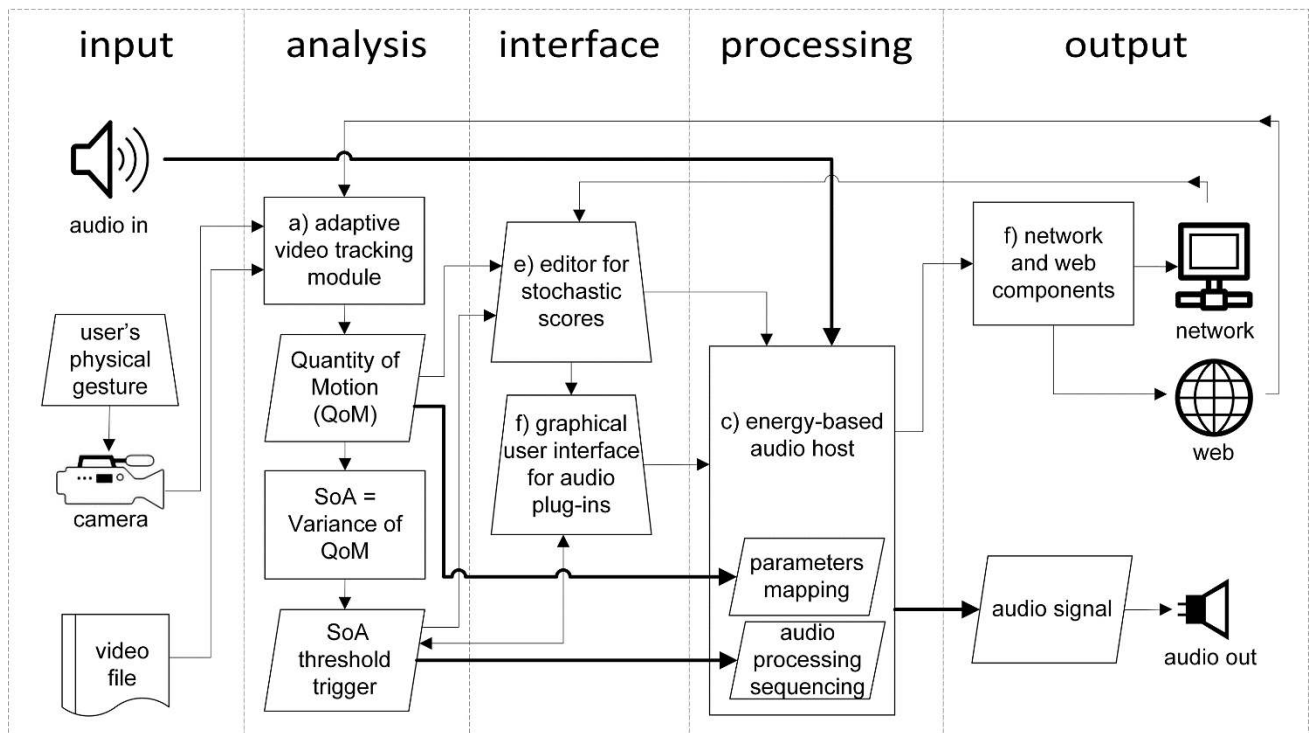 input
analysis
interface
processing
output
audio in
user's
physical
gesture
camera
video
file
a) adaptive
video tracking
module
Quantity of
Motion
(QoM)
SoA =
Variance of
QoM
SoA
threshold
trigger
e) editor for
stochastic
scores
f) graphical
user interface
for audio
plug-ins
c) energy-based
audio host
parameters
mapping
audio
processing
sequencing
f) network
and web
components
network
web
audio signal
audio out